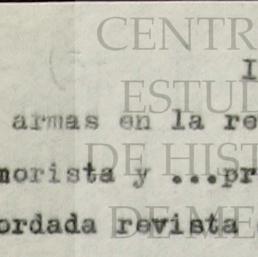 CENTR
I
ESTUD
armas en la re
DE HIST
morista y ...pr
ordada revista
DE ME